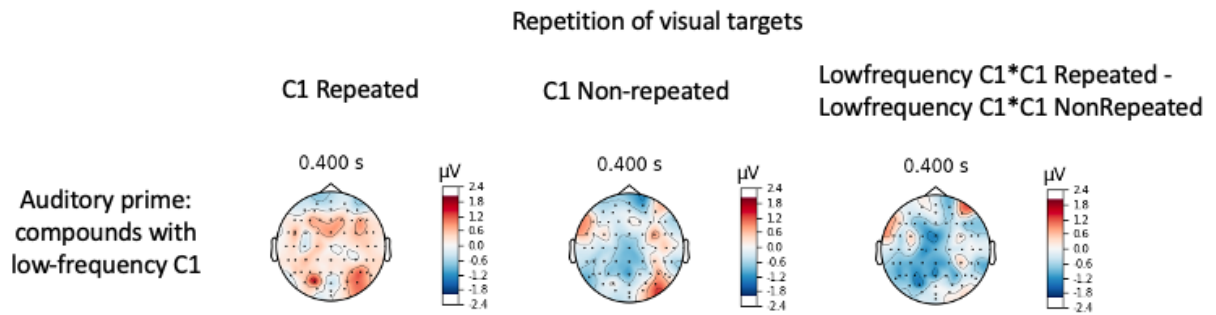 Repetition of visual targets
C1 Repeated
C1 Non-repeated
Lowfrequency C1*C1 Repeated -
Lowfrequency C1*C1 NonRepeated
Auditory prime:
compounds with
low-frequency C1
0.400 s
µV
2.4
1.8
1.2
0.6
0.0
-0.6
-1.2
-1.8
-2.4
0.400 s
µV
2.4
1.8
1.2
0.6
0.0
-0.6
-1.2
-1.8
-2.4
0.400 s
µV
2.4
1.8
1.2
0.6
0.0
-0.6
-1.2
-1.8
-2.4